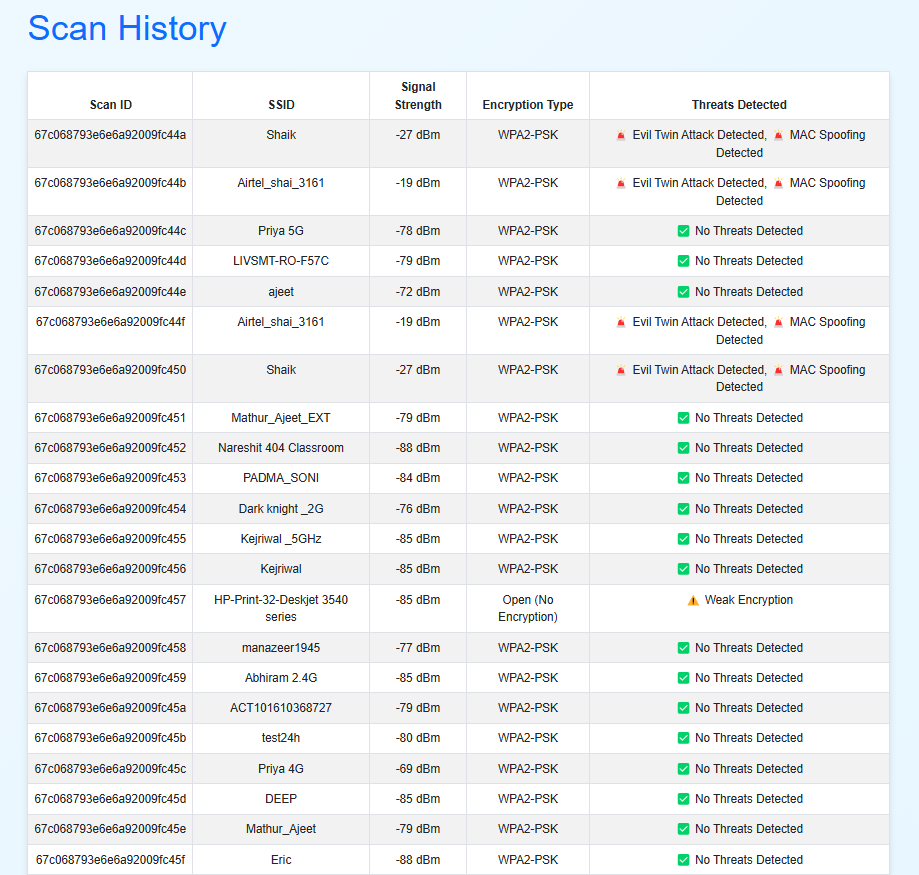 Scan History
Scan ID SSID Signal Strength Encryption Type Threats Detected
67c068793e6e6a92009fc44a Shaik -27 dBm WPA2-PSK 🚨 Evil Twin Attack Detected, 🚨 MAC Spoofing Detected
67c068793e6e6a92009fc44b Airtel_shai_3161 -19 dBm WPA2-PSK 🚨 Evil Twin Attack Detected, 🚨 MAC Spoofing Detected
67c068793e6e6a92009fc44c Priya 5G -78 dBm WPA2-PSK ✅ No Threats Detected
67c068793e6e6a92009fc44d LIVSMT-RO-F57C -79 dBm WPA2-PSK ✅ No Threats Detected
67c068793e6e6a92009fc44e ajeet -72 dBm WPA2-PSK ✅ No Threats Detected
67c068793e6e6a92009fc44f Airtel_shai_3161 -19 dBm WPA2-PSK 🚨 Evil Twin Attack Detected, 🚨 MAC Spoofing Detected
67c068793e6e6a92009fc450 Shaik -27 dBm WPA2-PSK 🚨 Evil Twin Attack Detected, 🚨 MAC Spoofing Detected
67c068793e6e6a92009fc451 Mathur_Ajeet_EXT -79 dBm WPA2-PSK ✅ No Threats Detected
67c068793e6e6a92009fc452 Nareshit 404 Classroom -88 dBm WPA2-PSK ✅ No Threats Detected
67c068793e6e6a92009fc453 PADMA_SONI -84 dBm WPA2-PSK ✅ No Threats Detected
67c068793e6e6a92009fc454 Dark knight _2G -76 dBm WPA2-PSK ✅ No Threats Detected
67c068793e6e6a92009fc455 Kejriwal _5GHz -85 dBm WPA2-PSK ✅ No Threats Detected
67c068793e6e6a92009fc456 Kejriwal -85 dBm WPA2-PSK ✅ No Threats Detected
67c068793e6e6a92009fc457 HP-Print-32-Deskjet 3540 series -85 dBm Open (No Encryption) ⚠️ Weak Encryption
67c068793e6e6a92009fc458 manazeer1945 -77 dBm WPA2-PSK ✅ No Threats Detected
67c068793e6e6a92009fc459 Abhiram 2.4G -85 dBm WPA2-PSK ✅ No Threats Detected
67c068793e6e6a92009fc45a ACT101610368727 -79 dBm WPA2-PSK ✅ No Threats Detected
67c068793e6e6a92009fc45b test24h -80 dBm WPA2-PSK ✅ No Threats Detected
67c068793e6e6a92009fc45c Priya 4G -69 dBm WPA2-PSK ✅ No Threats Detected
67c068793e6e6a92009fc45d DEEP -85 dBm WPA2-PSK ✅ No Threats Detected
67c068793e6e6a92009fc45e Mathur_Ajeet -79 dBm WPA2-PSK ✅ No Threats Detected
67c068793e6e6a92009fc45f Eric -88 dBm WPA2-PSK ✅ No Threats Detected